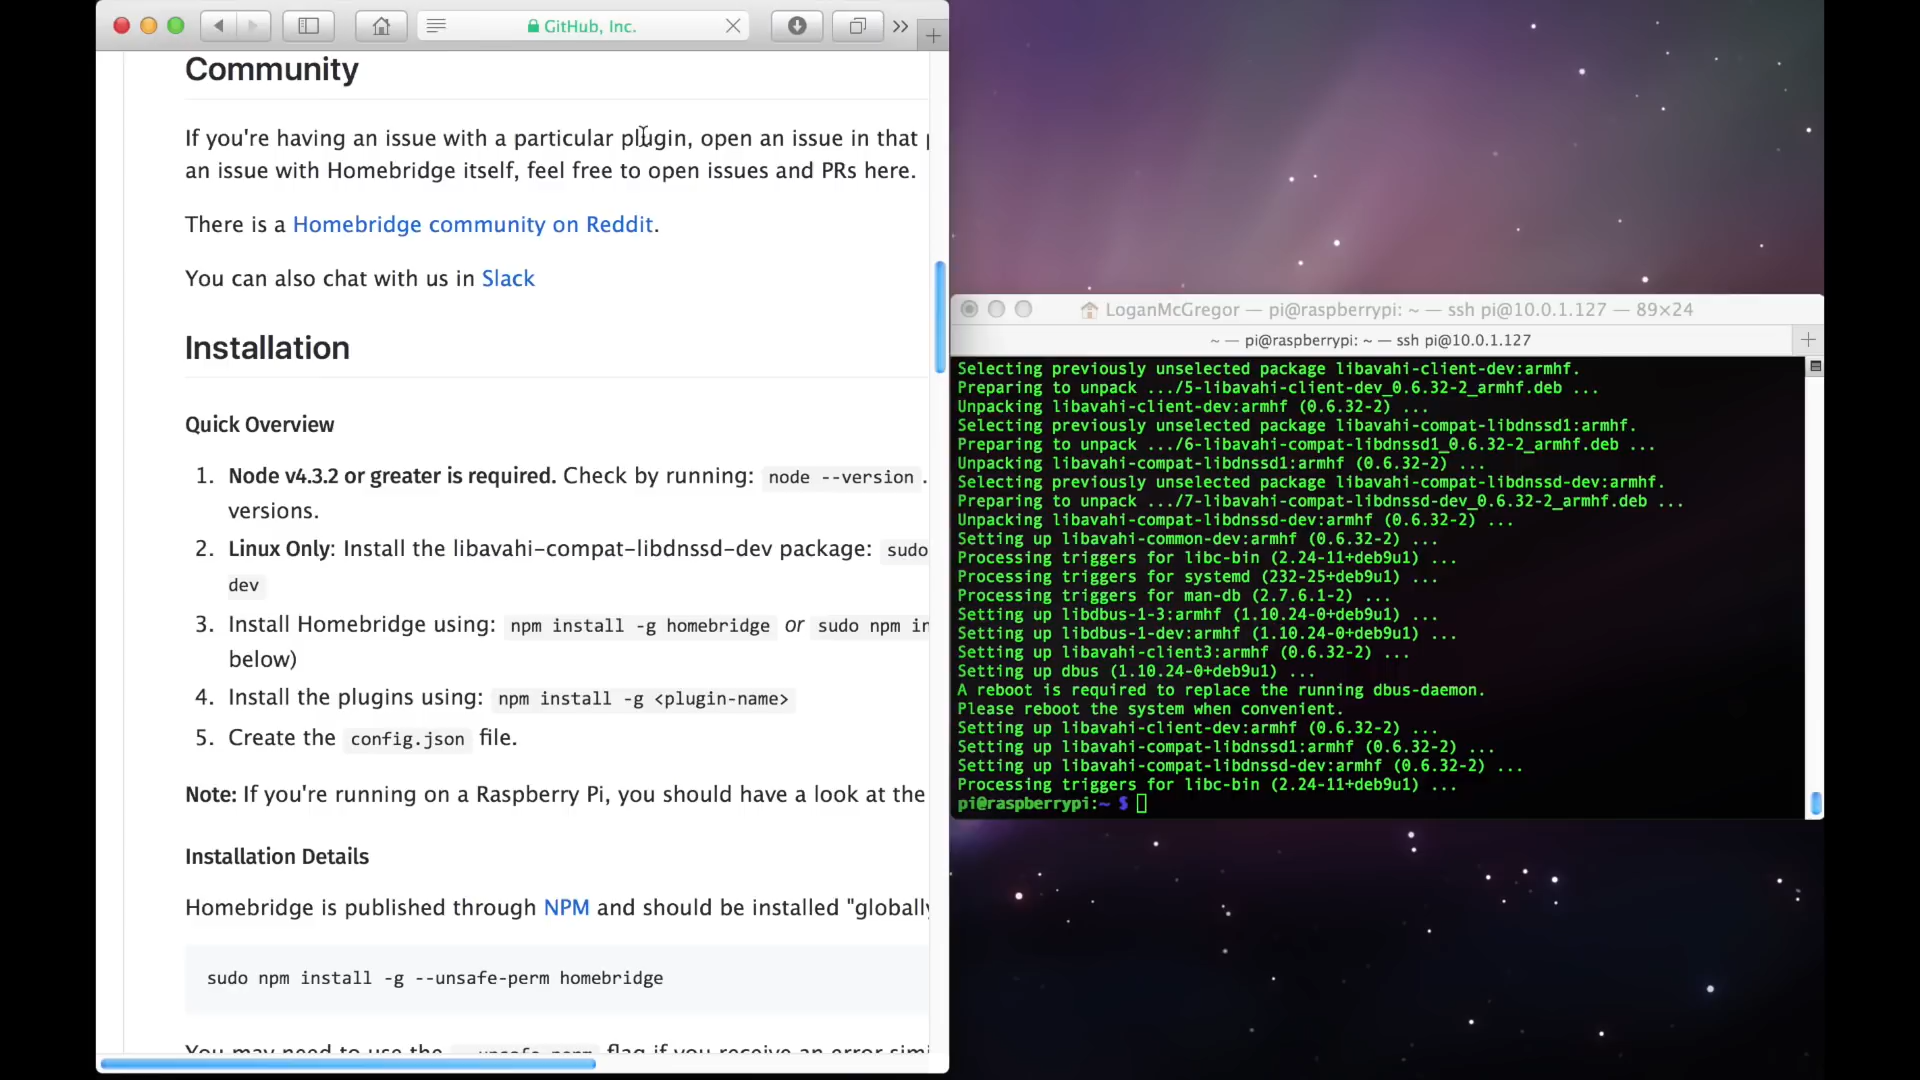 GitHub, Inc.
Community
If you're having an issue with a particular plugin, open an issue in that
an issue with Homebridge itself, feel free to open issues and PRs here.
There is a Homebridge community on Reddit.
You can also chat with us in Slack
Installation
Quick Overview
1. Node v4.3.2 or greater is required. Check by running: node --version.
versions.
2. Linux Only: Install the libavahi-compat-libdnssd-dev package: sudo
dev
3. Install Homebridge using: npm install -g homebridge or sudo npm in
below)
4. Install the plugins using: npm install -g <plugin-name>
5. Create the config.json file.
Note: If you're running on a Raspberry Pi, you should have a look at the
Installation Details
Homebridge is published through NPM and should be installed "globally
sudo npm install -g --unsafe-perm homebridge
You may need to use the --unsafe-perm flag if you receive an error simi
LoganMcGregor — pi@raspberrypi: ~ — ssh pi@10.0.1.127 — 89×24
~ — pi@raspberrypi: ~ — ssh pi@10.0.1.127
Selecting previously unselected package libavahi-client-dev:armhf.
Preparing to unpack .../5-libavahi-client-dev_0.6.32-2_armhf.deb ...
Unpacking libavahi-client-dev:armhf (0.6.32-2) ...
Selecting previously unselected package libavahi-compat-libdnssd1:armhf.
Preparing to unpack .../6-libavahi-compat-libdnssd1_0.6.32-2_armhf.deb ...
Unpacking libavahi-compat-libdnssd1:armhf (0.6.32-2) ...
Selecting previously unselected package libavahi-compat-libdnssd-dev:armhf.
Preparing to unpack .../7-libavahi-compat-libdnssd-dev_0.6.32-2_armhf.deb ...
Unpacking libavahi-compat-libdnssd-dev:armhf (0.6.32-2) ...
Setting up libavahi-common-dev:armhf (0.6.32-2) ...
Processing triggers for libc-bin (2.24-11+deb9u1) ...
Processing triggers for systemd (232-25+deb9u1) ...
Processing triggers for man-db (2.7.6.1-2) ...
Setting up libdbus-1-3:armhf (1.10.24-0+deb9u1) ...
Setting up libdbus-1-dev:armhf (1.10.24-0+deb9u1) ...
Setting up libavahi-client3:armhf (0.6.32-2) ...
Setting up dbus (1.10.24-0+deb9u1) ...
A reboot is required to replace the running dbus-daemon.
Please reboot the system when convenient.
Setting up libavahi-client-dev:armhf (0.6.32-2) ...
Setting up libavahi-compat-libdnssd1:armhf (0.6.32-2) ...
Setting up libavahi-compat-libdnssd-dev:armhf (0.6.32-2) ...
Processing triggers for libc-bin (2.24-11+deb9u1) ...
pi@raspberrypi:~ $